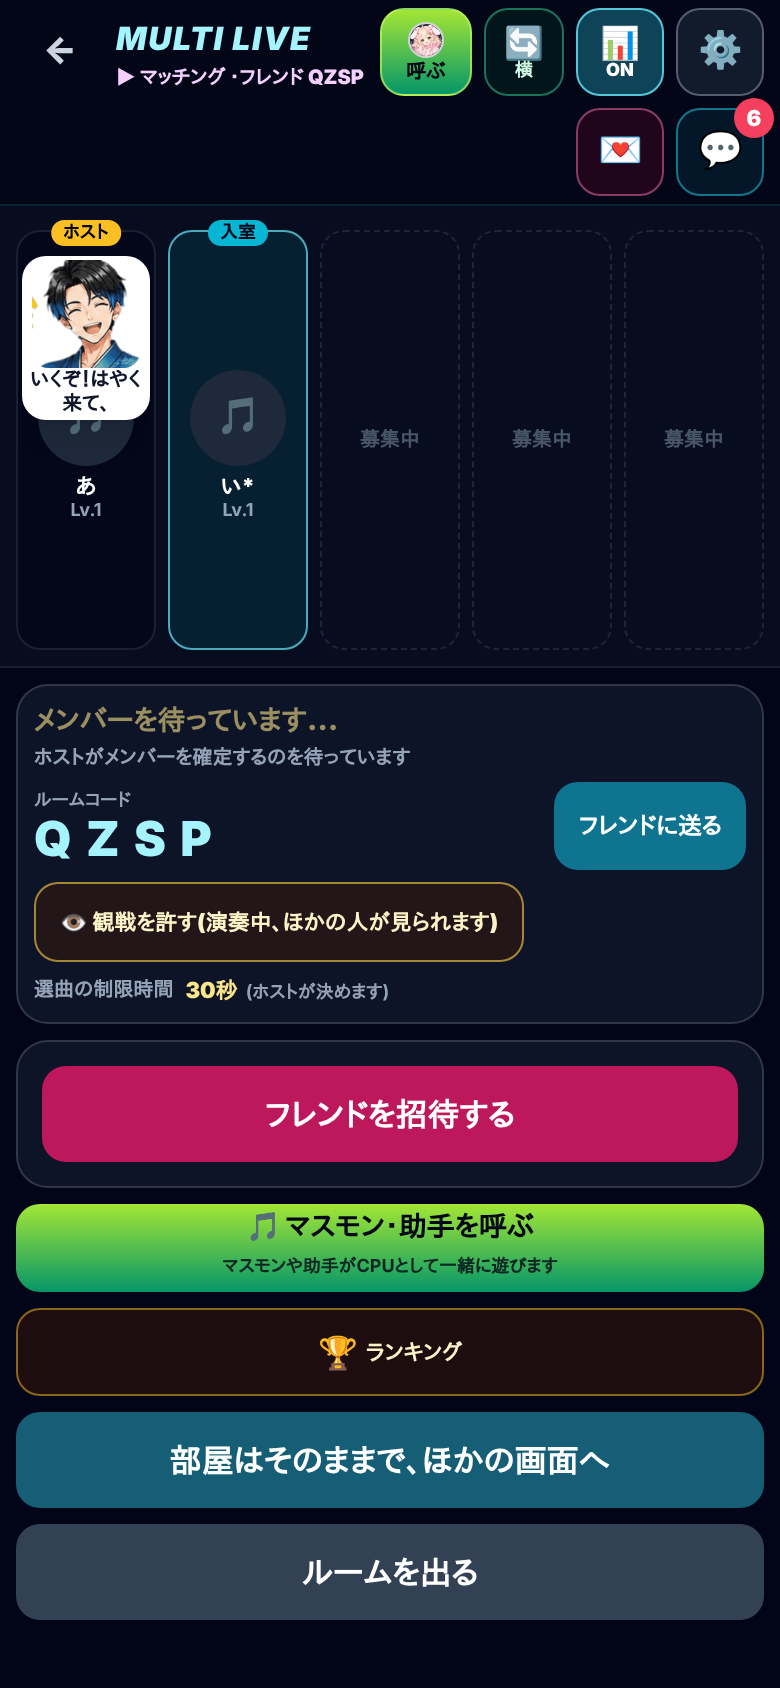 MULTI LIVE
▶ マッチング・フレンド QZSP
呼ぶ
横
ON
6
ホスト
入室
いくぞ!はやく
来て、
あ
Lv.1
い*
Lv.1
募集中
募集中
募集中
メンバーを待っています...
ホストがメンバーを確定するのを待っています
ルームコード
QZSP
フレンドに送る
観戦を許す(演奏中、ほかの人が見られます)
選曲の制限時間 30秒 (ホストが決めます)
フレンドを招待する
マスモン・助手を呼ぶ
マスモンや助手がCPUとして一緒に遊びます
ランキング
部屋はそのままで、ほかの画面へ
ルームを出る